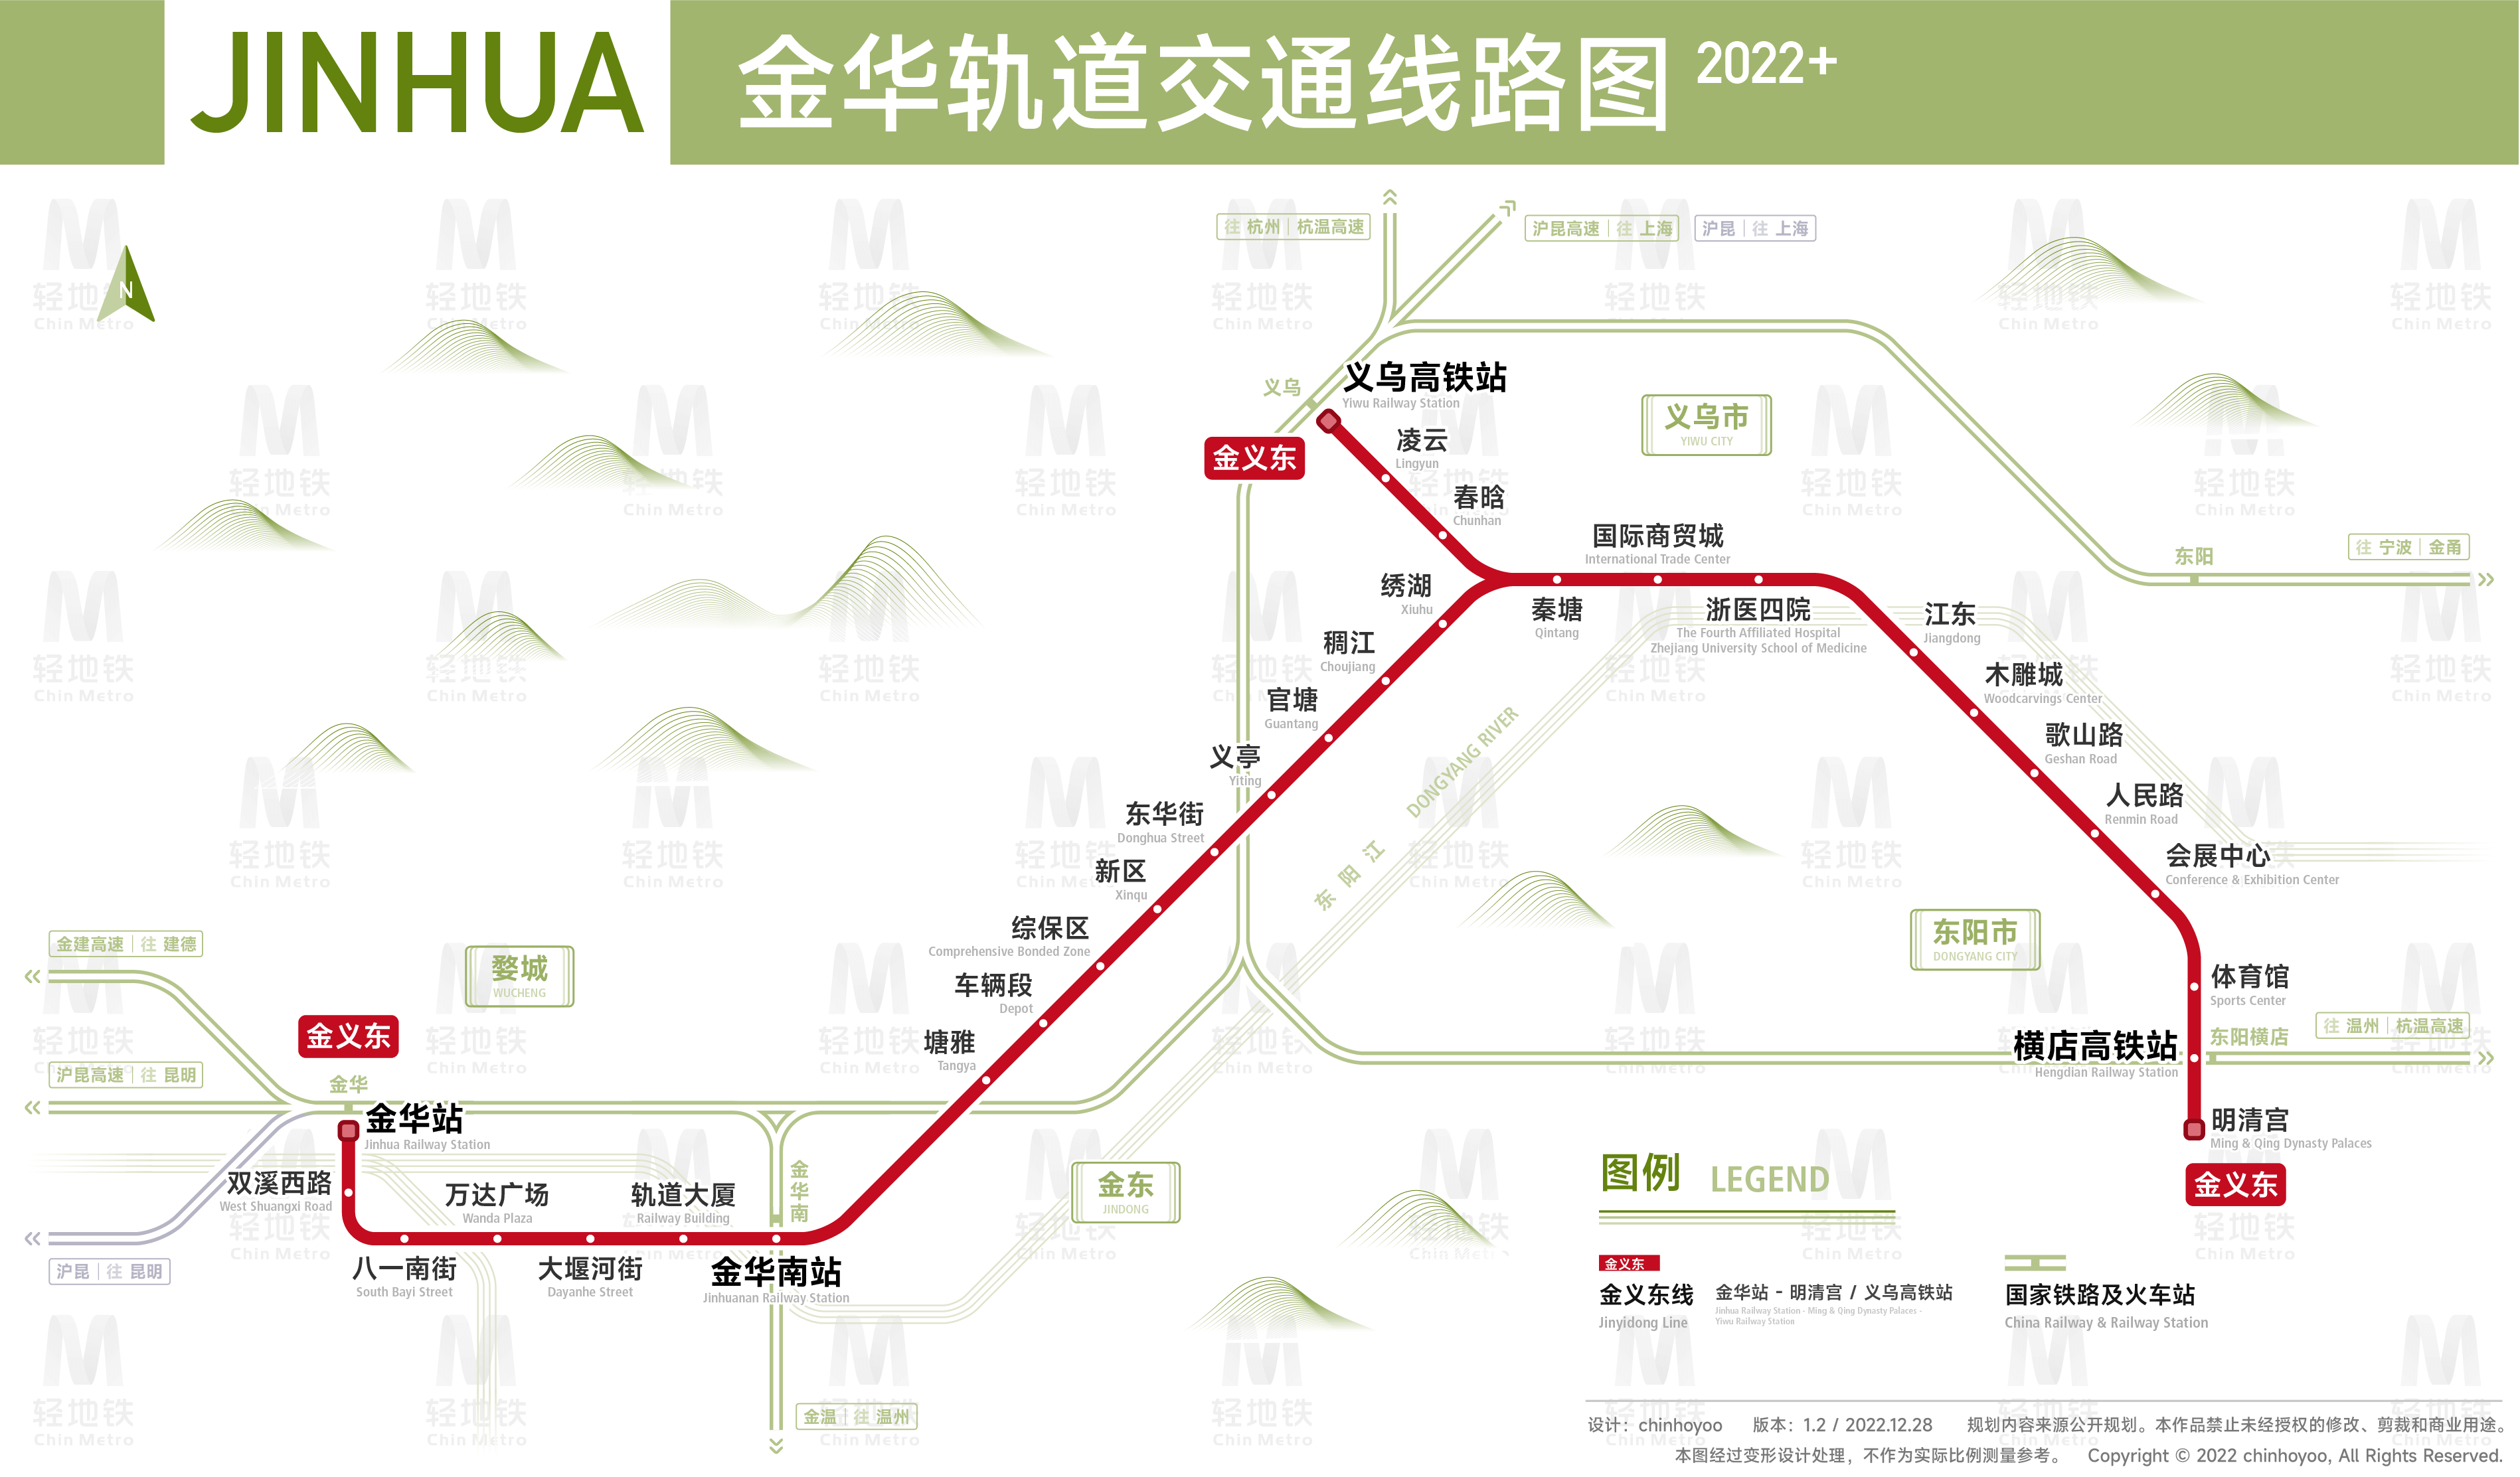 JINHUA
金华轨道交通线路图 2022+
N
往 杭州 | 杭温高速
沪昆高速 | 往 上海
沪昆 | 往 上海
义乌
义乌高铁站
Yiwu Railway Station
金义东
凌云
Lingyun
春晗
Chunhan
义乌市
YIWU CITY
国际商贸城
International Trade Center
秦塘
Qintang
浙医四院
The Fourth Affiliated Hospital
Zhejiang University School of Medicine
东阳
往 宁波 | 金甬
绣湖
Xiuhu
稠江
Choujiang
官塘
Guantang
义亭
Yiting
东华街
Donghua Street
新区
Xinqu
综保区
Comprehensive Bonded Zone
车辆段
Depot
塘雅
Tangya
江东
Jiangdong
木雕城
Woodcarvings Center
歌山路
Geshan Road
人民路
Renmin Road
会展中心
Conference & Exhibition Center
东阳江
DONGYANG RIVER
东阳市
DONGYANG CITY
体育馆
Sports Center
东阳横店
往 温州 | 杭温高速
横店高铁站
Hengdian Railway Station
明清宫
Ming & Qing Dynasty Palaces
金义东
金建高速 | 往 建德
婺城
WUCHENG
金义东
沪昆高速 | 往 昆明
金华
金华站
Jinhua Railway Station
双溪西路
West Shuangxi Road
沪昆 | 往 昆明
八一南街
South Bayi Street
万达广场
Wanda Plaza
大堰河街
Dayanhe Street
轨道大厦
Railway Building
金华南
金华南站
Jinhuanan Railway Station
金温 | 往 温州
金东
JINDONG
图例 LEGEND
金义东
金义东线
Jinyidong Line
金华站 - 明清宫 / 义乌高铁站
Jinhua Railway Station - Ming & Qing Dynasty Palaces -
Yiwu Railway Station
国家铁路及火车站
China Railway & Railway Station
设计：chinhoyoo 版本：1.2 / 2022.12.28 规划内容来源公开规划。本作品禁止未经授权的修改、剪裁和商业用途。
本图经过变形设计处理，不作为实际比例测量参考。 Copyright © 2022 chinhoyoo, All Rights Reserved.
轻地铁
Chin Metro